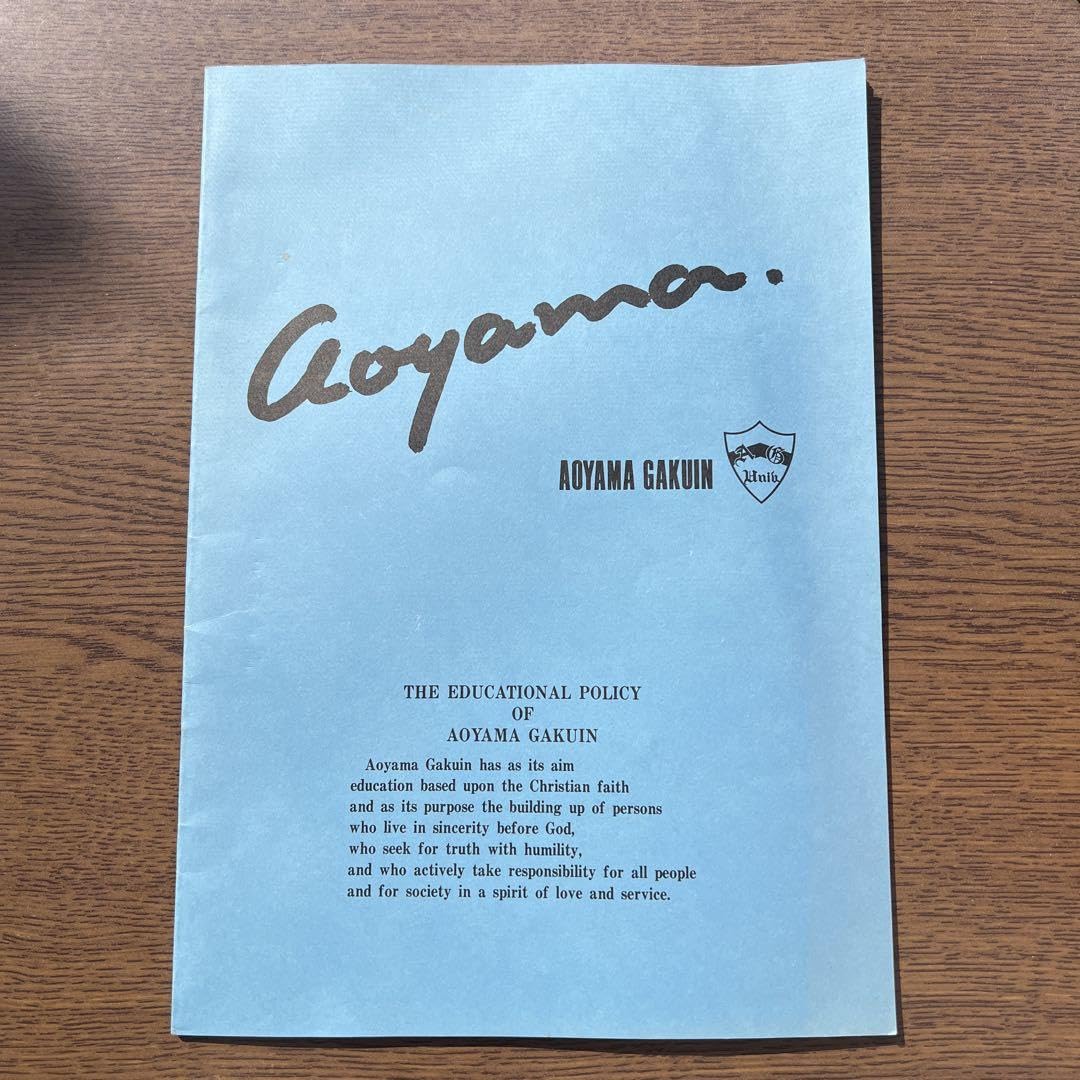 aoyama.
AOYAMA GAKUIN
A G
Univ.
THE EDUCATIONAL POLICY
OF
AOYAMA GAKUIN
Aoyama Gakuin has as its aim
education based upon the Christian faith
and as its purpose the building up of persons
who live in sincerity before God,
who seek for truth with humility,
and who actively take responsibility for all people
and for society in a spirit of love and service.